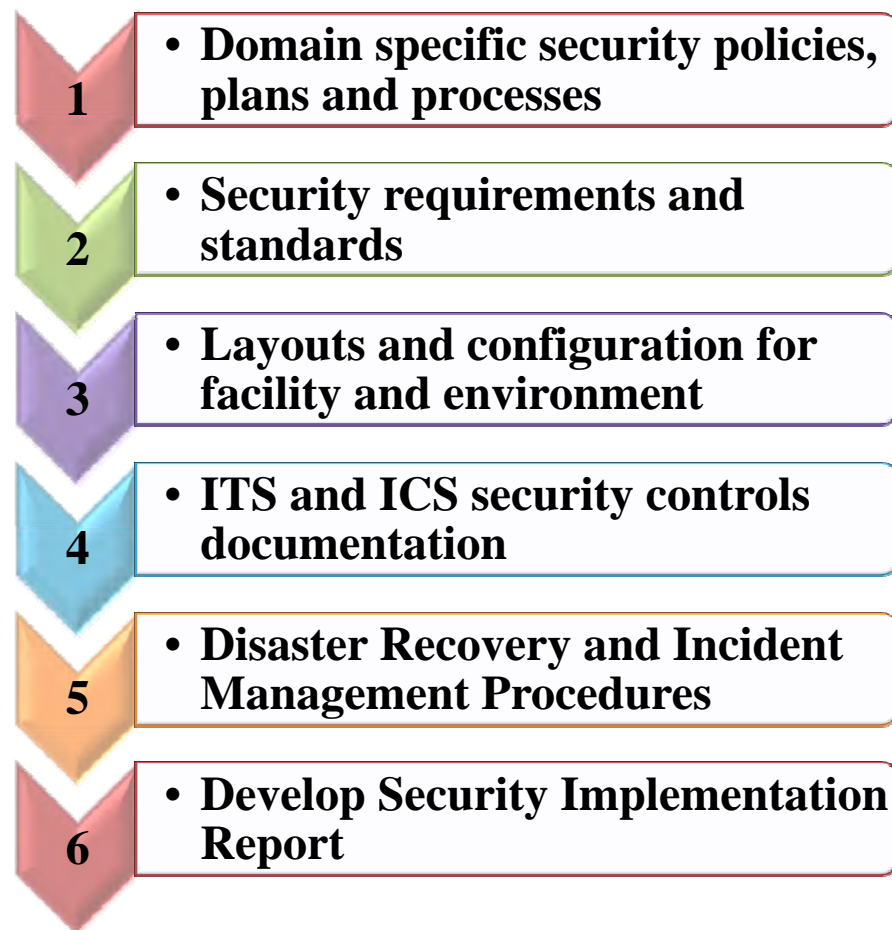 1
• Domain specific security policies,
plans and processes
2
• Security requirements and
standards
3
• Layouts and configuration for
facility and environment
4
• ITS and ICS security controls
documentation
5
• Disaster Recovery and Incident
Management Procedures
6
• Develop Security Implementation
Report